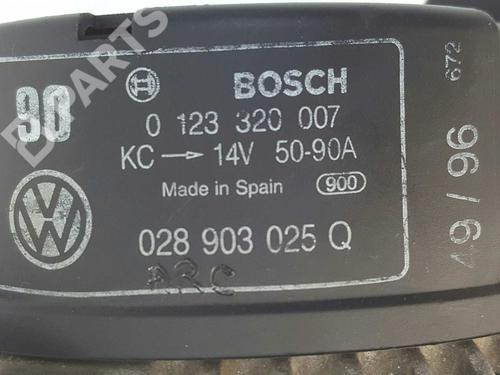 90
BOSCH
0 123 320 007
KC → 14V 50-90A
Made in Spain 900
028 903 025 Q
ARC
49 / 96 672
PARTS